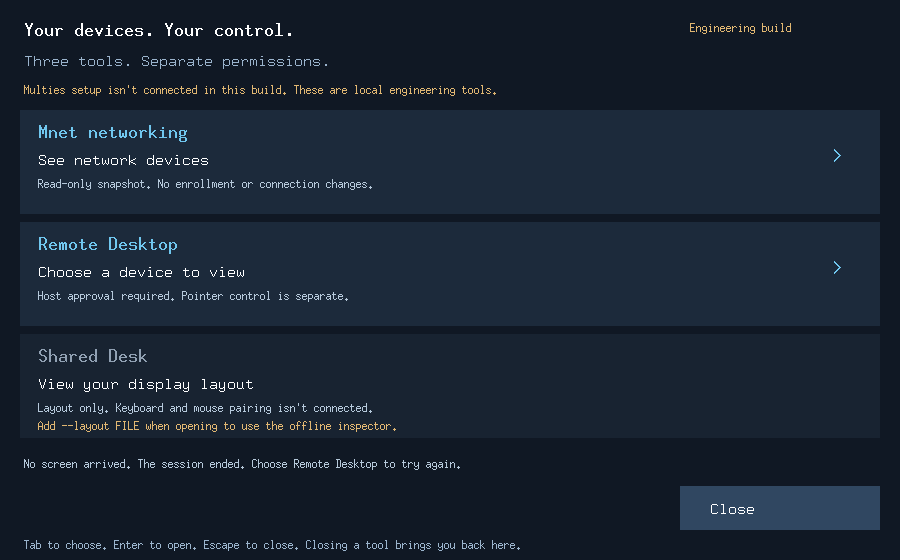 Your devices. Your control.
Engineering build
Three tools. Separate permissions.
Multies setup isn't connected in this build. These are local engineering tools.
Mnet networking
See network devices
Read-only snapshot. No enrollment or connection changes.
Remote Desktop
Choose a device to view
Host approval required. Pointer control is separate.
Shared Desk
View your display layout
Layout only. Keyboard and mouse pairing isn't connected.
Add --layout FILE when opening to use the offline inspector.
No screen arrived. The session ended. Choose Remote Desktop to try again.
Close
Tab to choose. Enter to open. Escape to close. Closing a tool brings you back here.